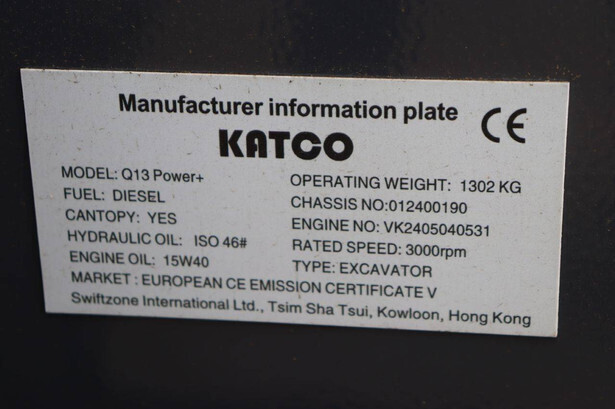 Manufacturer information plate
CE
KATCO
MODEL: Q13 Power+
FUEL: DIESEL
CANTOPY: YES
HYDRAULIC OIL: ISO 46#
ENGINE OIL: 15W40
OPERATING WEIGHT: 1302 KG
CHASSIS NO:012400190
ENGINE NO: VK2405040531
RATED SPEED: 3000rpm
TYPE: EXCAVATOR
MARKET : EUROPEAN CE EMISSION CERTIFICATE V
Swiftzone International Ltd., Tsim Sha Tsui, Kowloon, Hong Kong